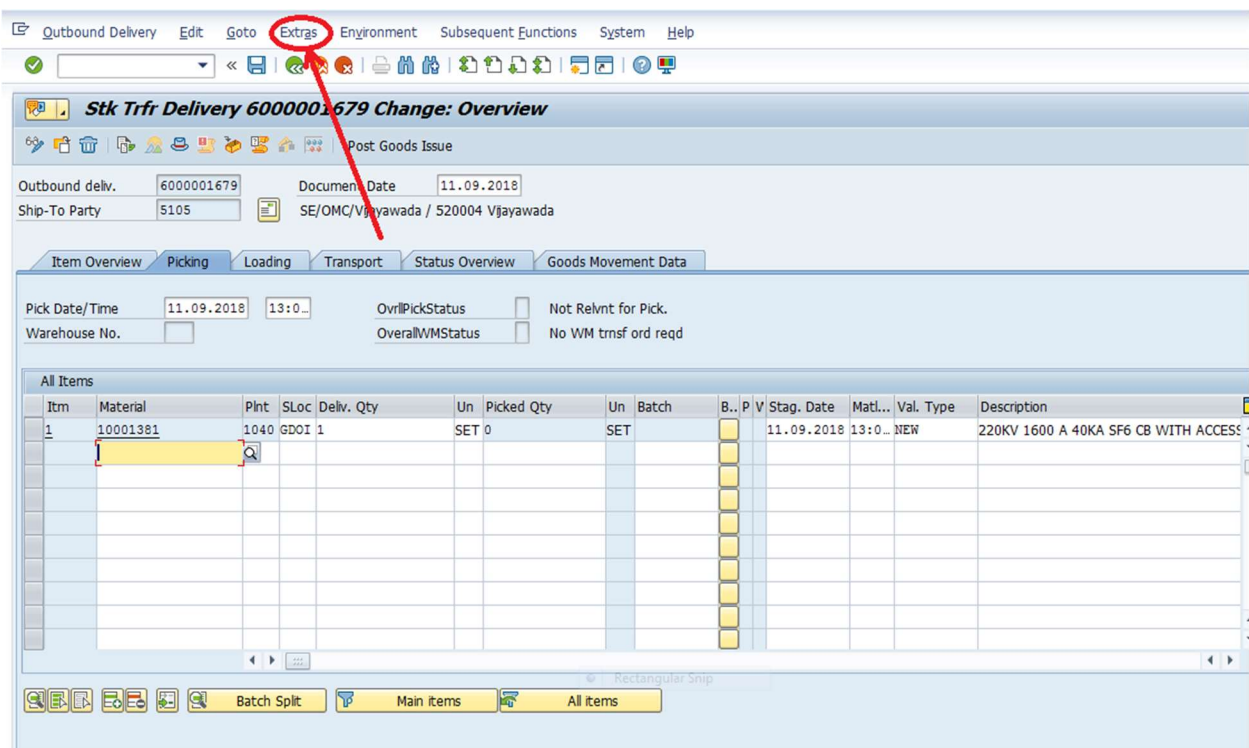 Outbound Delivery Edit Goto Extras Environment Subsequent Functions System Help
Stk Trfr Delivery 6000001679 Change: Overview
Post Goods Issue
Outbound deliv. 6000001679 Document Date 11.09.2018
Ship-To Party 5105 SE/OMC/Vijayawada / 520004 Vijayawada
Item Overview Picking Loading Transport Status Overview Goods Movement Data
Pick Date/Time 11.09.2018 13:0... OvrllPickStatus Not Relvnt for Pick.
Warehouse No. OverallWMStatus No WM trnsf ord reqd
All Items
Itm Material Plnt SLoc Deliv. Qty Un Picked Qty Un Batch B.. P V Stag. Date Matl... Val. Type Description
1 10001381 1040 GDOI 1 SET 0 SET 11.09.2018 13:0... NEW 220KV 1600 A 40KA SF6 CB WITH ACCESS
Rectangular Snip
Batch Split Main items All items